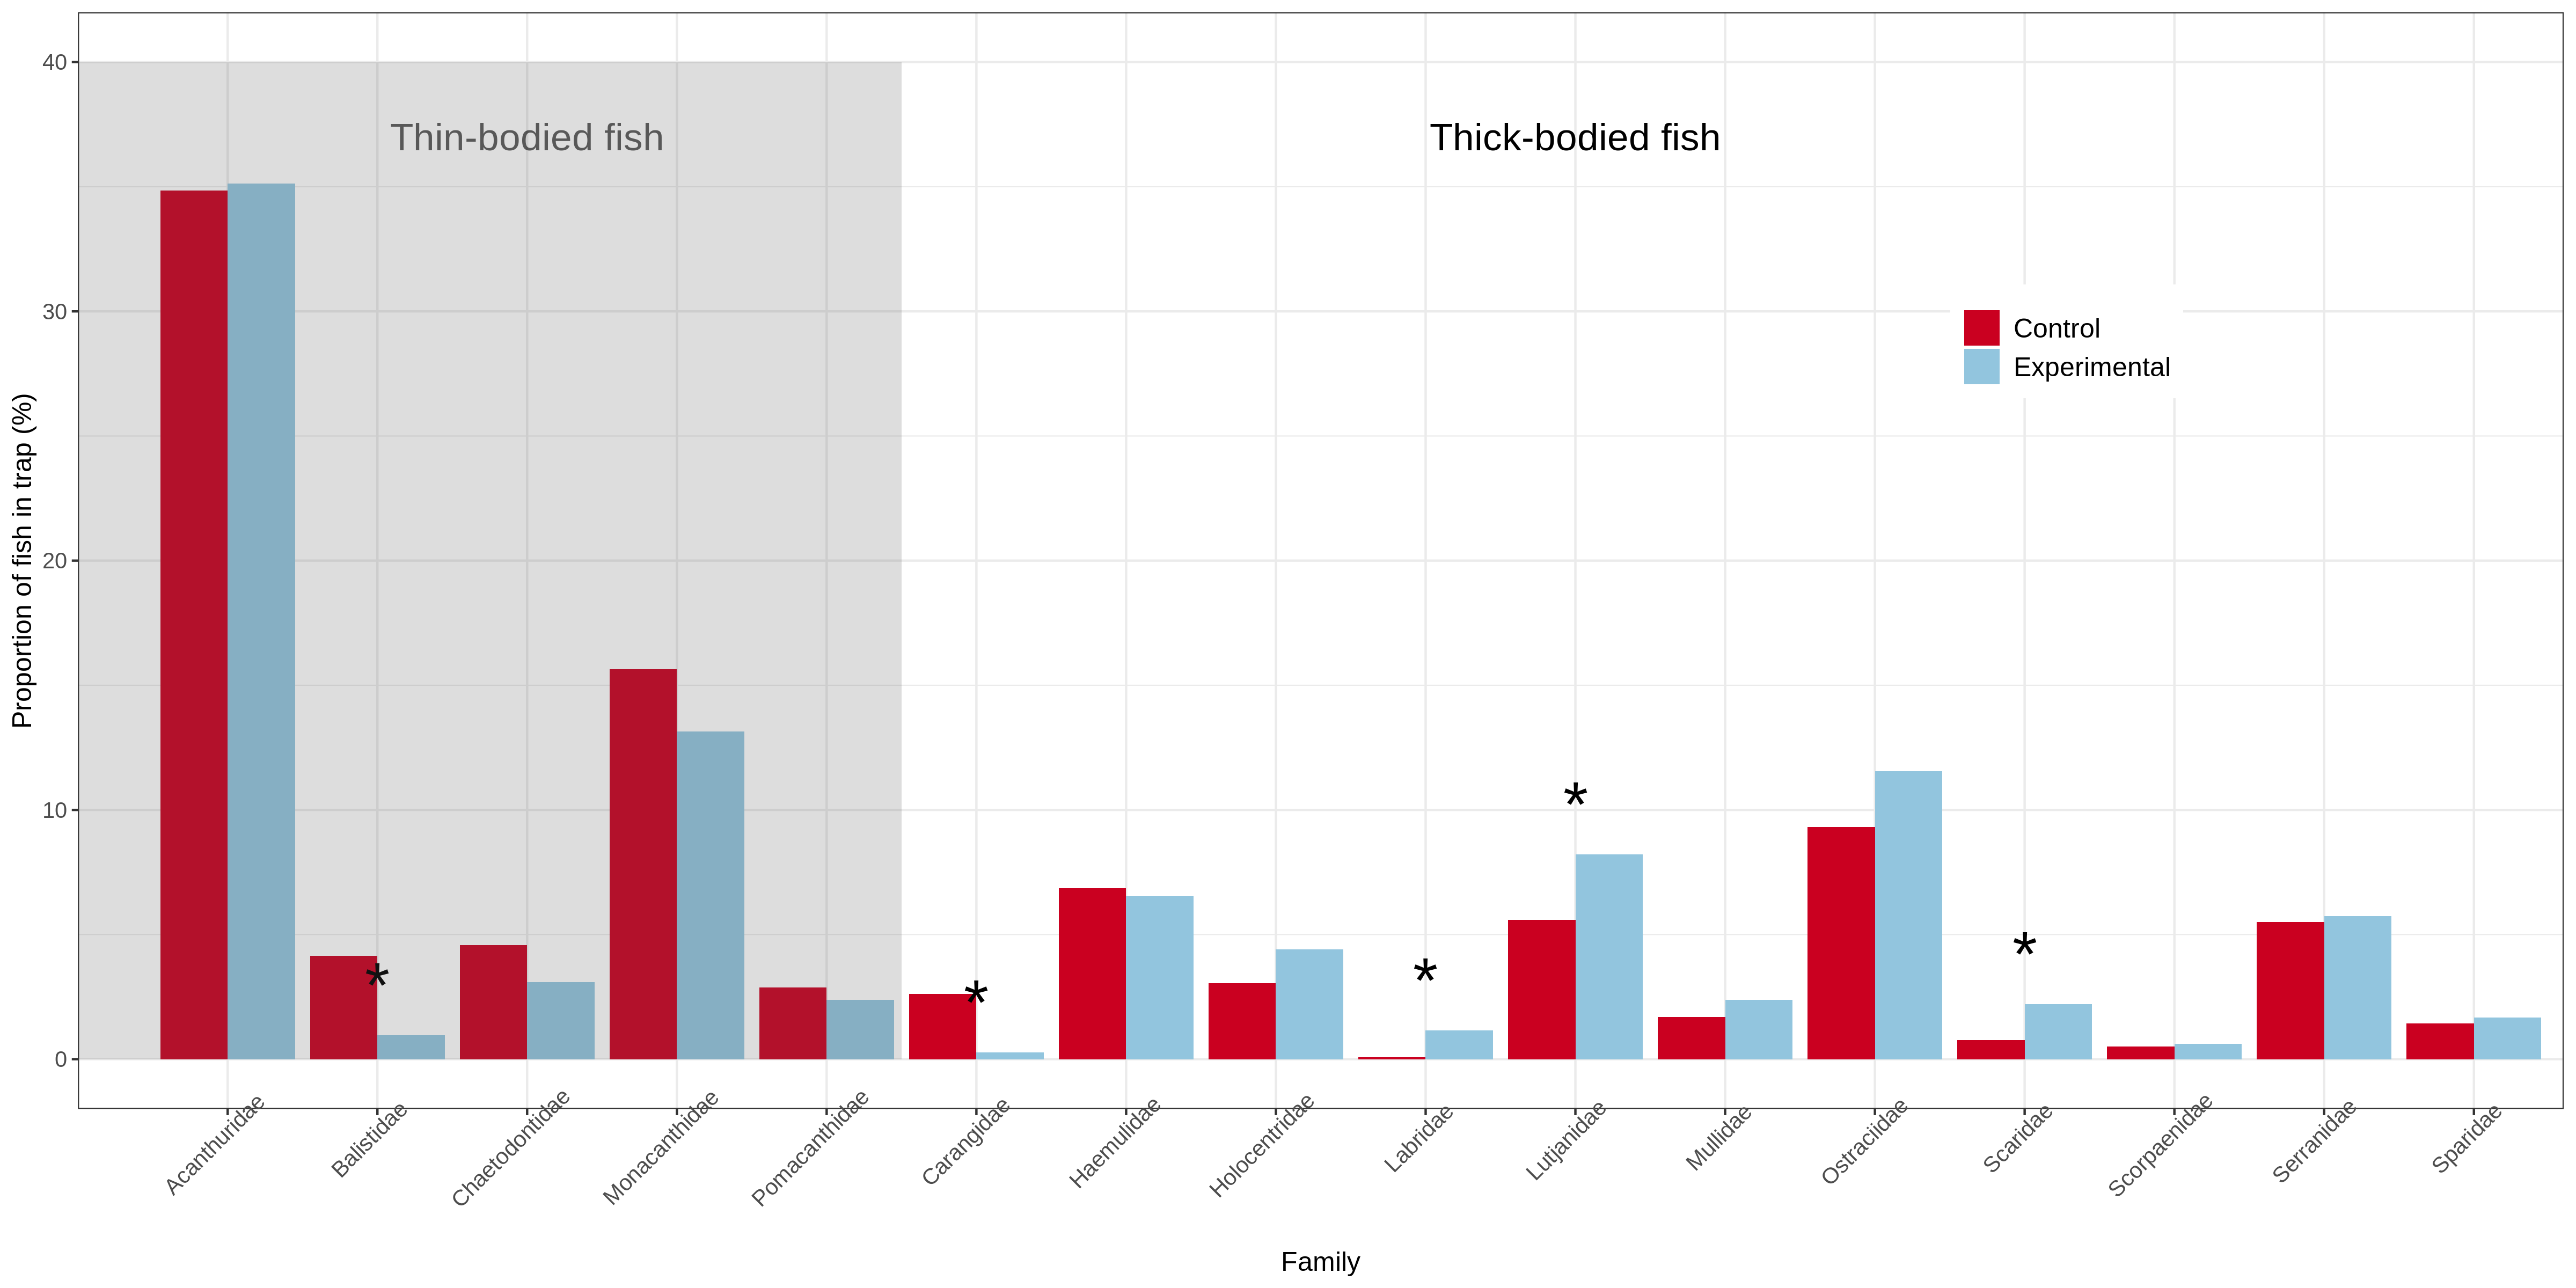 Thin-bodied fish
Thick-bodied fish
Control
Experimental
Proportion of fish in trap (%)
40
30
20
10
0
*
*
*
*
*
Acanthuridae
Balistidae
Chaetodontidae
Monacanthidae
Pomacanthidae
Carangidae
Haemulidae
Holocentridae
Labridae
Lutjanidae
Mullidae
Ostraciidae
Scaridae
Scorpaenidae
Serranidae
Sparidae
Family